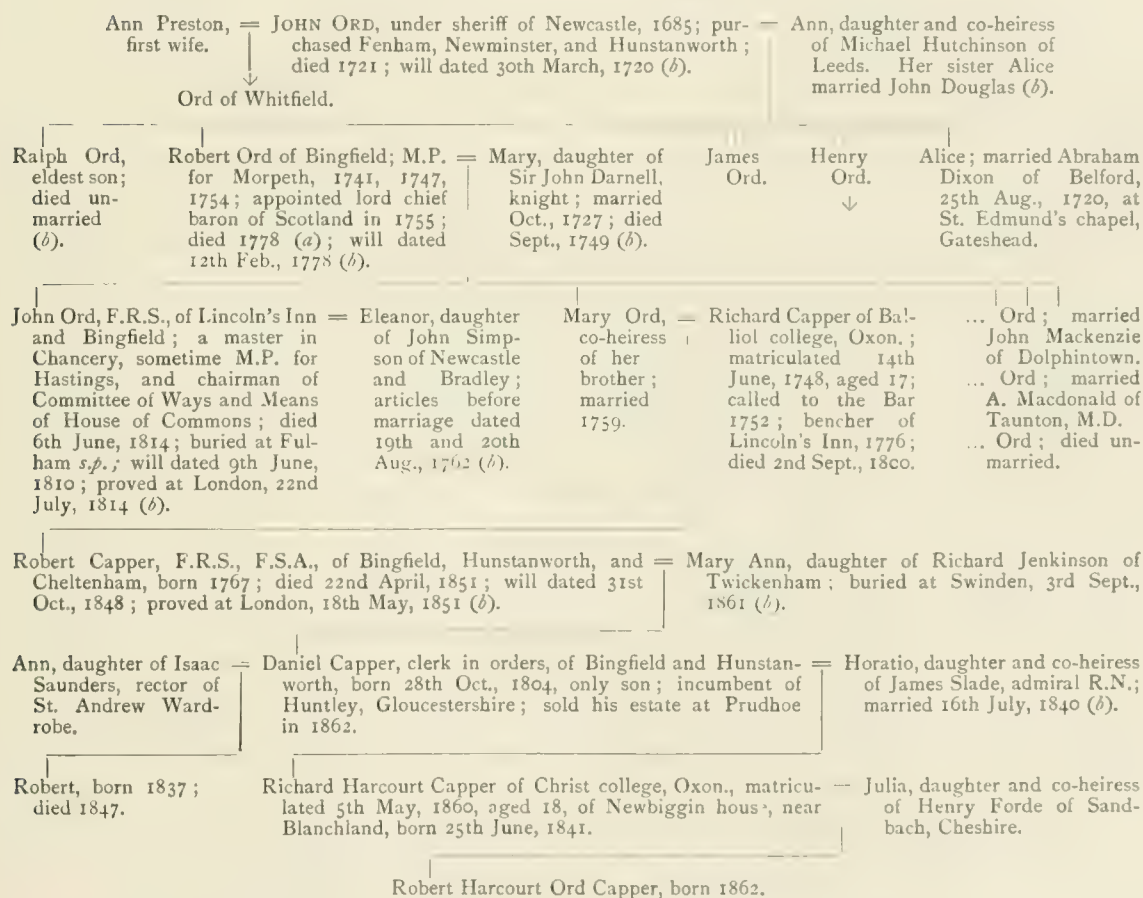 Ann Preston, = JOHN ORD, under sheriff of Newcastle, 1685; pur- = Ann, daughter and co-heiress
first wife. chased Fenham, Newminster, and Hunstanworth; of Michael Hutchinson of
died 1721; will dated 30th March, 1720 (b). Leeds. Her sister Alice
Ord of Whitfield. married John Douglas (b).
Ralph Ord, Robert Ord of Bingfield; M.P. = Mary, daughter of James Henry Alice; married Abraham
eldest son; for Morpeth, 1741, 1747, Sir John Darnell, Ord. Ord. Dixon of Belford,
died un- 1754; appointed lord chief knight; married 25th Aug., 1720, at
married baron of Scotland in 1755; Oct., 1727; died St. Edmund's chapel,
(b). died 1778 (a); will dated Sept., 1749 (b). Gateshead.
12th Feb., 1778 (b).
John Ord, F.R.S., of Lincoln's Inn = Eleanor, daughter Mary Ord, = Richard Capper of Balliol ... Ord; married
and Bingfield; a master in of John Simp- co-heiress college, Oxon.; John Mackenzie
Chancery, sometime M.P. for son of Newcastle of her matriculated 14th of Dolphintown.
Hastings, and chairman of and Bradley; brother; June, 1748, aged 17; ... Ord; married
Committee of Ways and Means articles before married called to the Bar A. Macdonald of
of House of Commons; died marriage dated 1759. 1752; bencher of Taunton, M.D.
6th June, 1814; buried at Ful- 19th and 20th Lincoln's Inn, 1776; ... Ord; died un-
ham s.p.; will dated 9th June, Aug., 1762 (b). died 2nd Sept., 1800. married.
1810; proved at London, 22nd
July, 1814 (b).
Robert Capper, F.R.S., F.S.A., of Bingfield, Hunstanworth, and = Mary Ann, daughter of Richard Jenkinson of
Cheltenham, born 1767; died 22nd April, 1851; will dated 31st Twickenham; buried at Swinden, 3rd Sept.,
Oct., 1848; proved at London, 18th May, 1851 (b). 1861 (b).
Ann, daughter of Isaac = Daniel Capper, clerk in orders, of Bingfield and Hunstan- = Horatio, daughter and co-heiress
Saunders, rector of worth, born 28th Oct., 1804, only son; incumbent of of James Slade, admiral R.N.;
St. Andrew Ward- Huntley, Gloucestershire; sold his estate at Prudhoe married 16th July, 1840 (b).
robe. in 1862.
Robert, born 1837; Richard Harcourt Capper of Christ college, Oxon., matricu- = Julia, daughter and co-heiress
died 1847. lated 5th May, 1860, aged 18, of Newbiggin house, near of Henry Forde of Sand-
Blanchland, born 25th June, 1841. bach, Cheshire.
Robert Harcourt Ord Capper, born 1862.